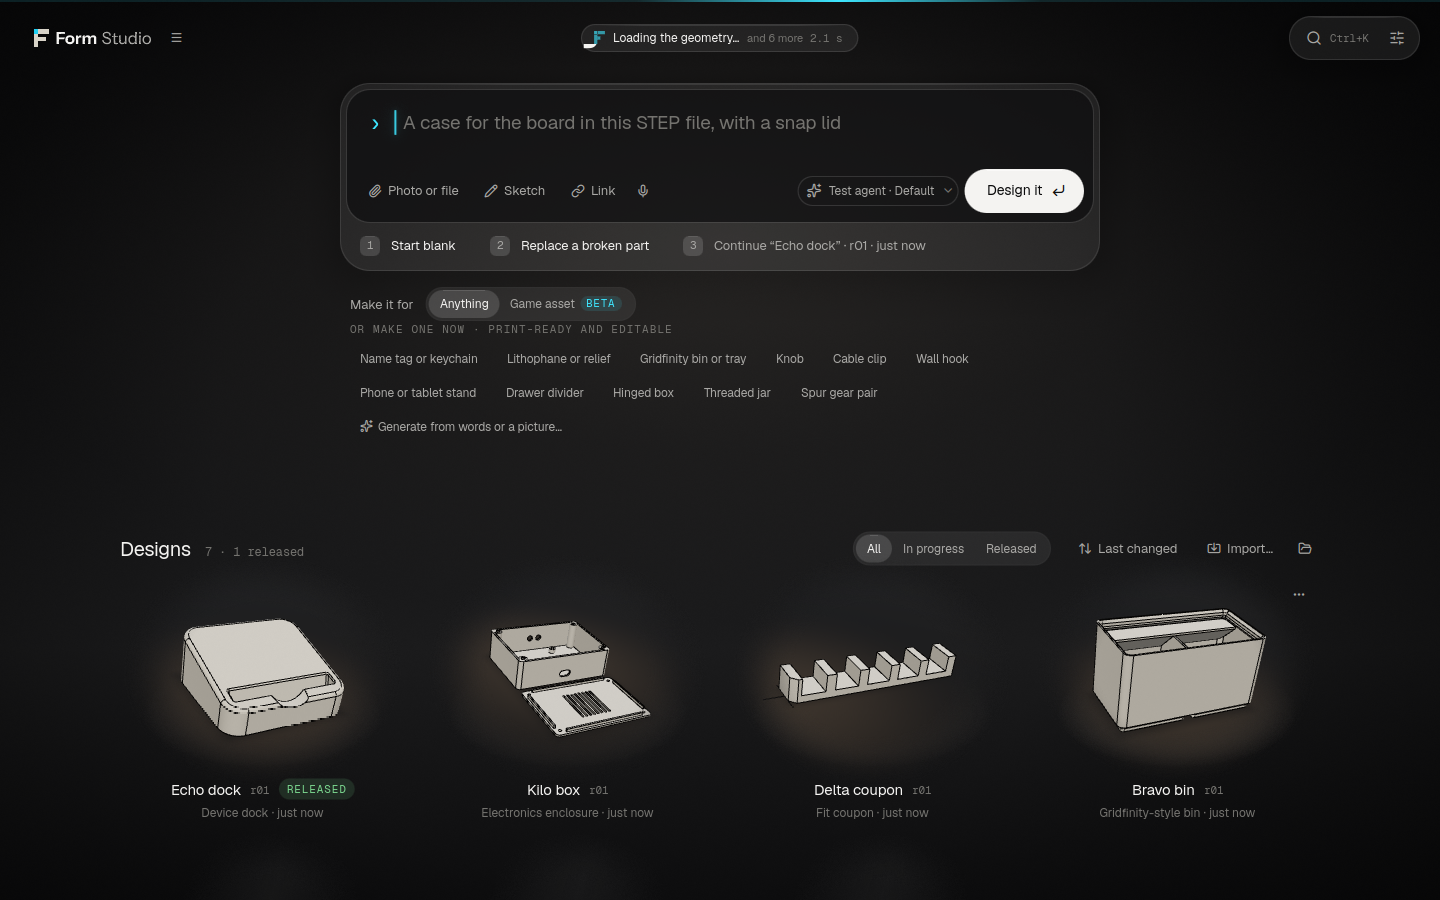 Form Studio
Loading the geometry... and 6 more 2.1 s
Ctrl+K
› A case for the board in this STEP file, with a snap lid
Photo or file Sketch Link
Test agent · Default
Design it
1 Start blank 2 Replace a broken part 3 Continue “Echo dock” · r01 · just now
Make it for Anything Game asset BETA
OR MAKE ONE NOW · PRINT-READY AND EDITABLE
Name tag or keychain Lithophane or relief Gridfinity bin or tray Knob Cable clip Wall hook
Phone or tablet stand Drawer divider Hinged box Threaded jar Spur gear pair
Generate from words or a picture...
Designs 7 · 1 released
All In progress Released Last changed Import...
Echo dock r01 RELEASED
Device dock · just now
Kilo box r01
Electronics enclosure · just now
Delta coupon r01
Fit coupon · just now
Bravo bin r01
Gridfinity-style bin · just now